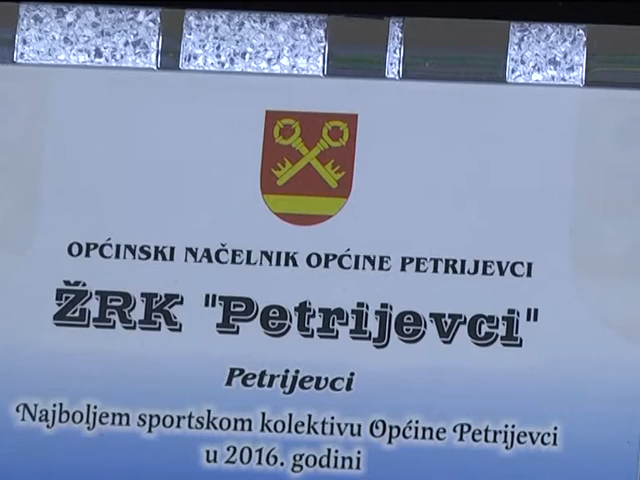 OPĆINSKI NAČELNIK OPĆINE PETRIJEVCI
ŽRK "Petrijevci"
Petrijevci
Najboljem sportskom kolektivu Općine Petrijevci
u 2016. godini